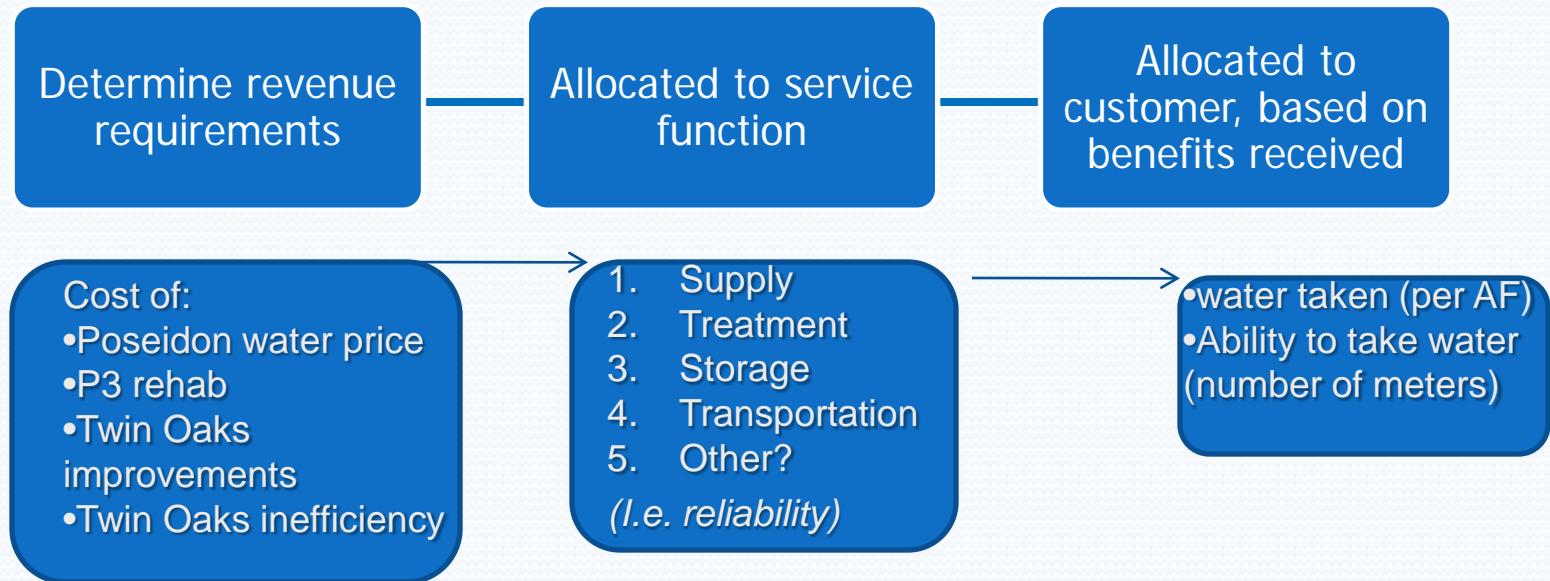 Determine revenue
requirements
Allocated to service
function
Allocated to
customer, based on
benefits received
Cost of:
•Poseidon water price
•P3 rehab
•Twin Oaks
improvements
•Twin Oaks inefficiency
1. Supply
2. Treatment
3. Storage
4. Transportation
5. Other?
(I.e. reliability)
•water taken (per AF)
•Ability to take water
(number of meters)